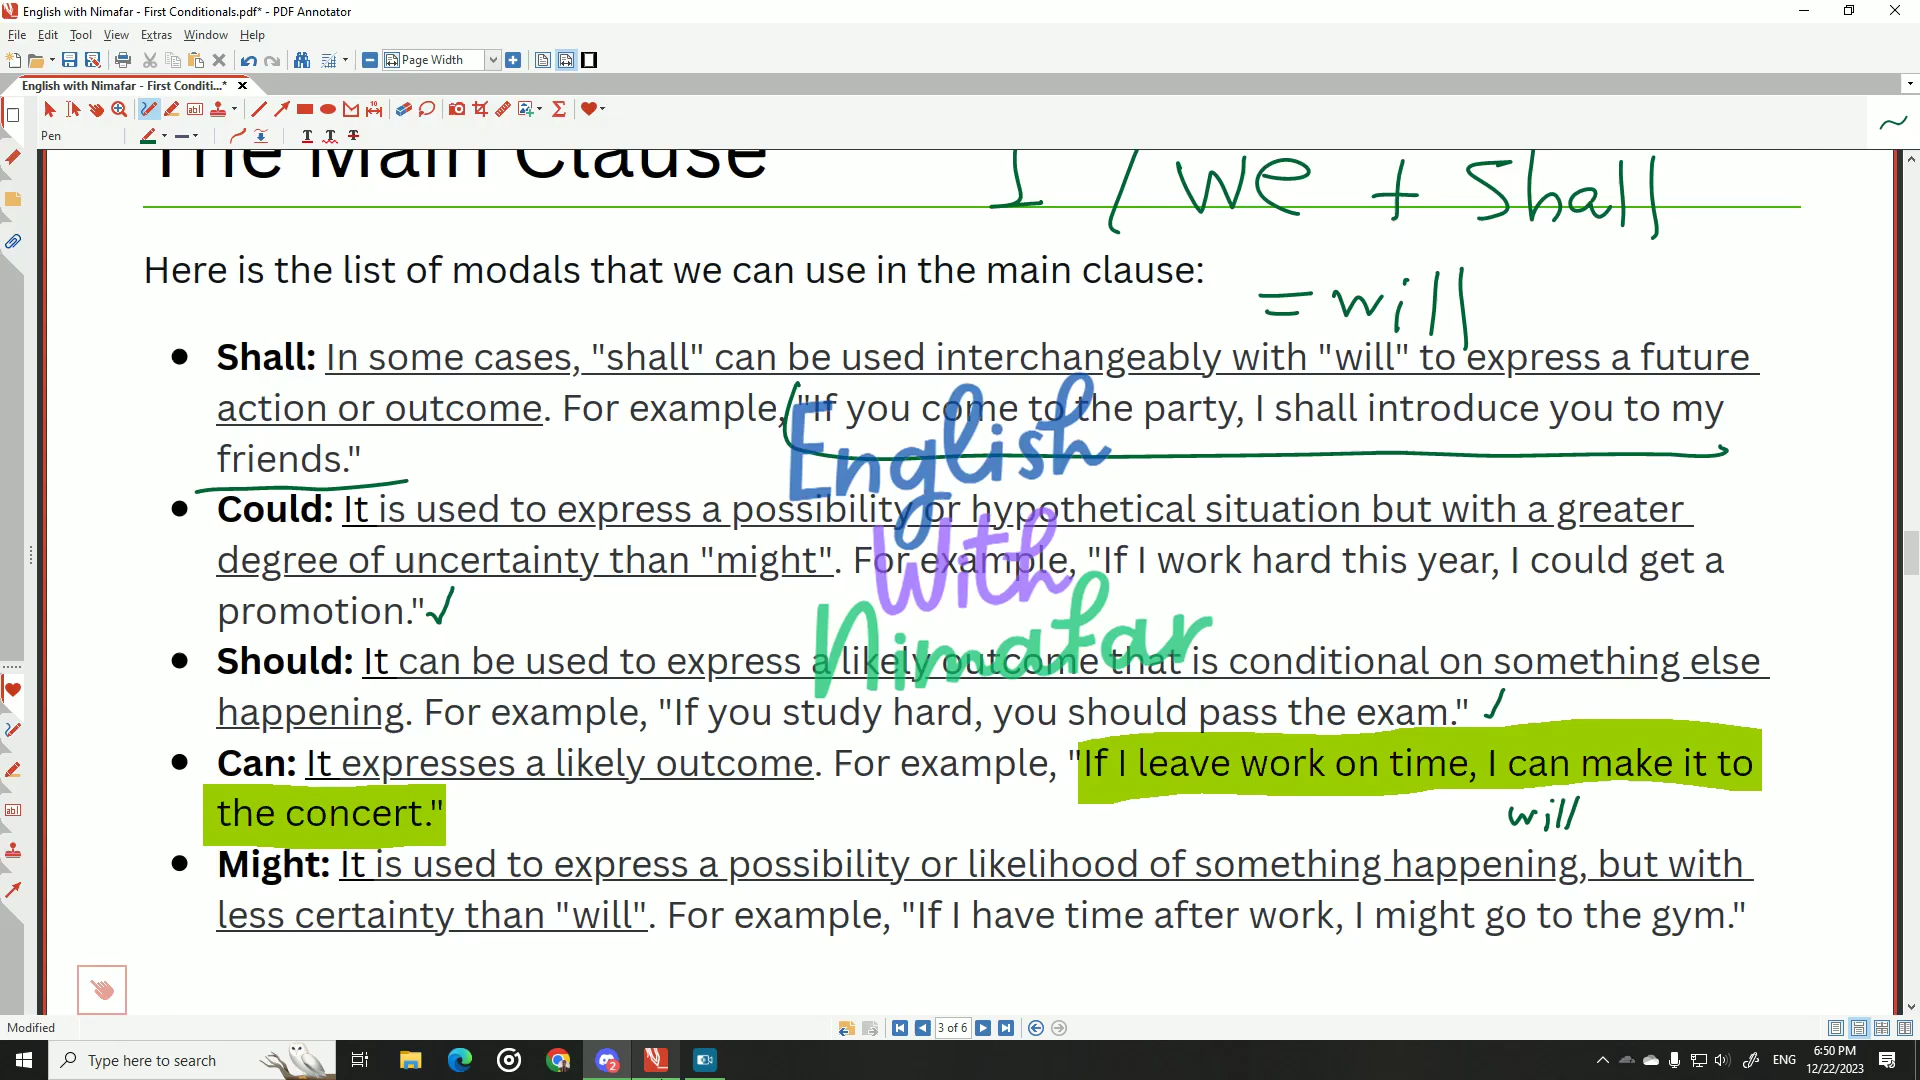 English with Nimafar - First Conditionals.pdf* - PDF Annotator
File Edit Tool View Extras Window Help
Page Width
English with Nimafar - First Conditi...*
Pen
The Main Clause
I / We + Shall
Here is the list of modals that we can use in the main clause:
= will
Shall: In some cases, "shall" can be used interchangeably with "will" to express a future
action or outcome. For example, "If you come to the party, I shall introduce you to my
friends."
Could: It is used to express a possibility or hypothetical situation but with a greater
degree of uncertainty than "might". For example, "If I work hard this year, I could get a
promotion."
Should: It can be used to express a likely outcome that is conditional on something else
happening. For example, "If you study hard, you should pass the exam."
Can: It expresses a likely outcome. For example, "If I leave work on time, I can make it to
the concert."
will
Might: It is used to express a possibility or likelihood of something happening, but with
less certainty than "will". For example, "If I have time after work, I might go to the gym."
English
With
Nimafar
Modified
3 of 6
Type here to search
2
ENG
6:50 PM
12/22/2023